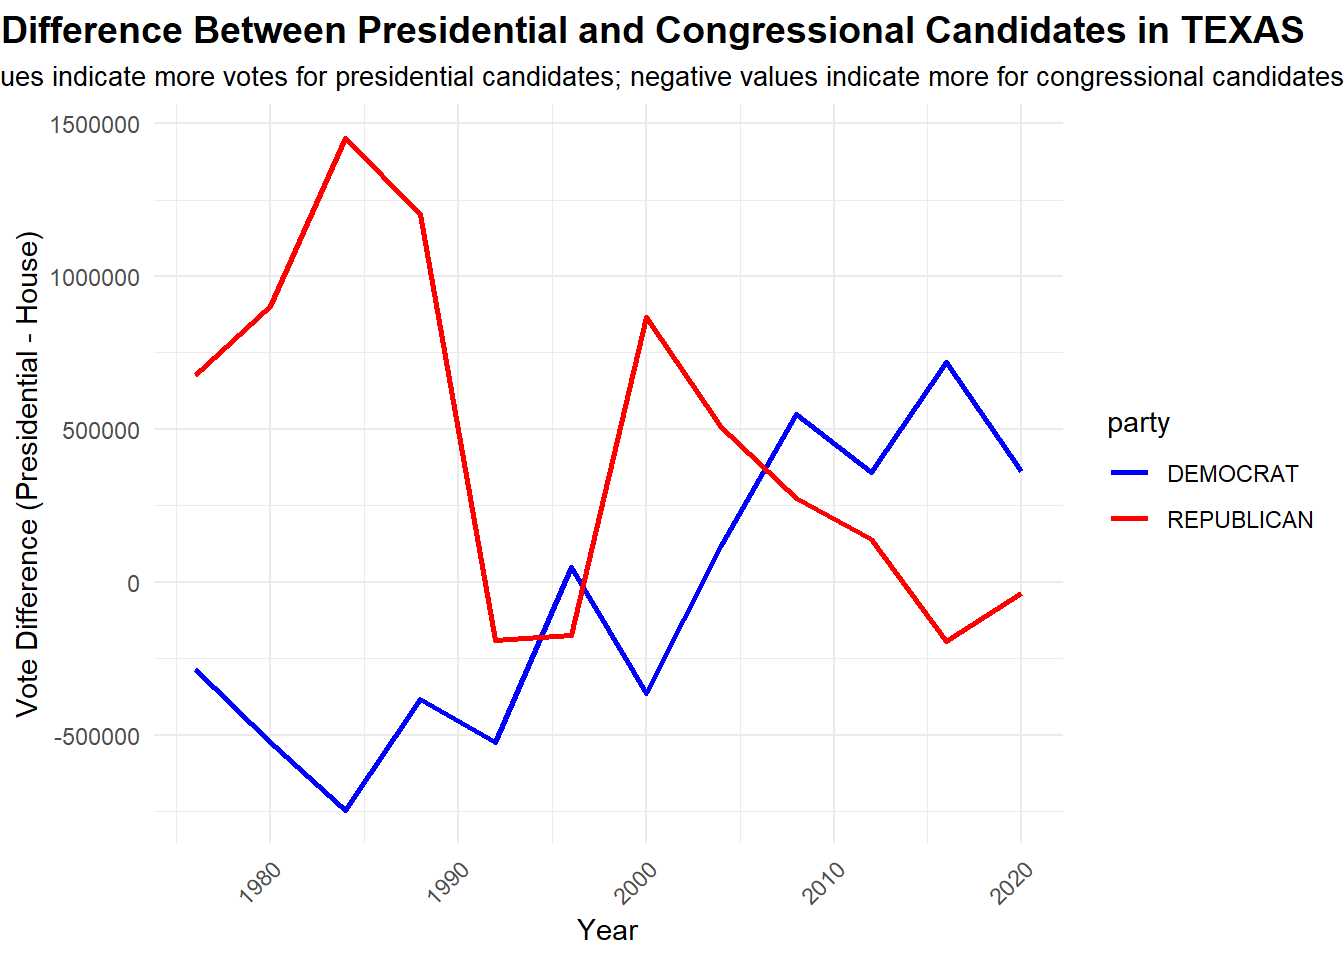 Difference Between Presidential and Congressional Candidates in TEXAS
ues indicate more votes for presidential candidates; negative values indicate more for congressional candidates
Vote Difference (Presidential - House)
1500000
1000000
500000
0
-500000
1980
1990
2000
2010
2020
Year
party
DEMOCRAT
REPUBLICAN